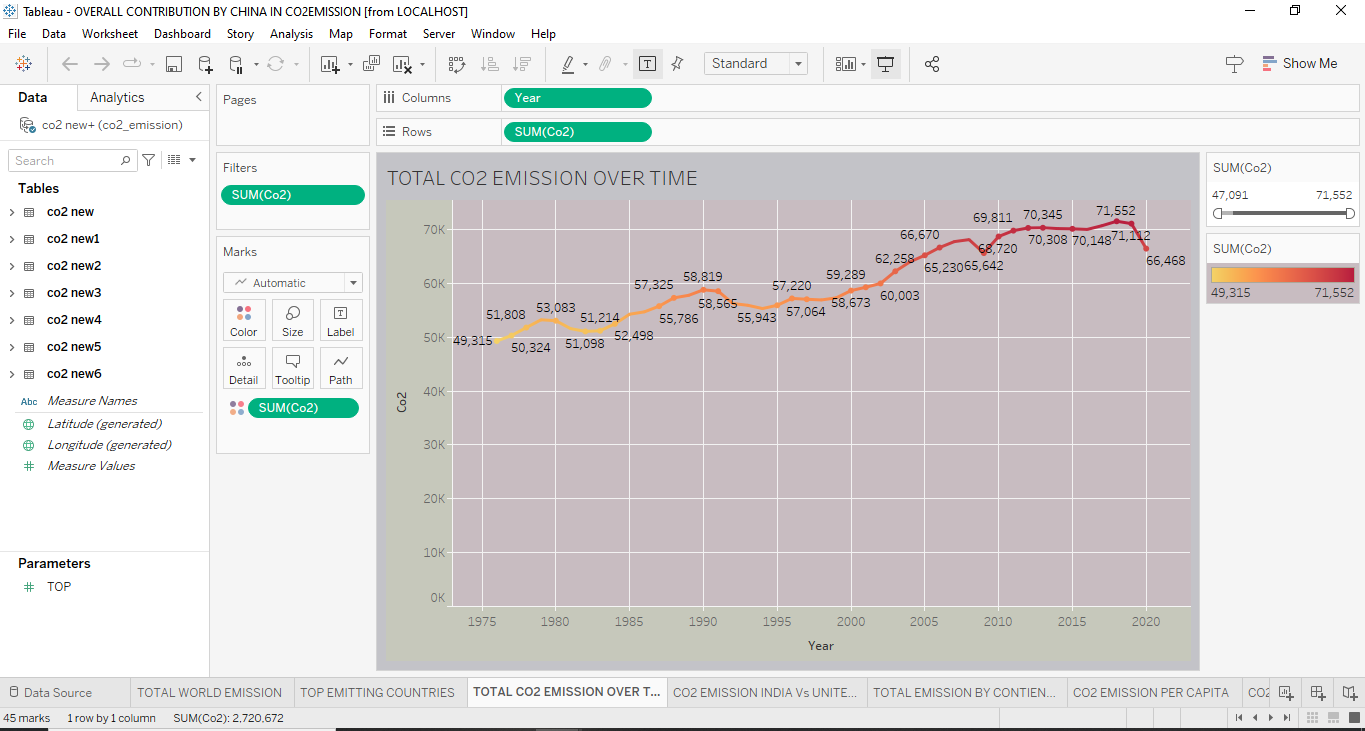 Tableau - OVERALL CONTRIBUTION BY CHINA IN CO2EMISSION [from LOCALHOST]
File Data Worksheet Dashboard Story Analysis Map Format Server Window Help
Standard
Show Me
Data Analytics
co2 new+ (co2_emission)
Search
Tables
co2 new
co2 new1
co2 new2
co2 new3
co2 new4
co2 new5
co2 new6
Abc Measure Names
Latitude (generated)
Longitude (generated)
# Measure Values
Parameters
# TOP
Pages
Filters
SUM(Co2)
Marks
Automatic
Color Size Label
Detail Tooltip Path
SUM(Co2)
Columns Year
Rows SUM(Co2)
TOTAL CO2 EMISSION OVER TIME
Co2
70K
60K
50K
40K
30K
20K
10K
0K
49,315
51,808
50,324
53,083
51,098
51,214
52,498
57,325
55,786
58,819
58,565
55,943
57,220
57,064
59,289
58,673
60,003
62,258
65,230
66,670
65,642
68,720
69,811
70,308
70,345
70,148
71,552
71,112
66,468
1975 1980 1985 1990 1995 2000 2005 2010 2015 2020
Year
SUM(Co2)
47,091 71,552
SUM(Co2)
49,315 71,552
Data Source TOTAL WORLD EMISSION TOP EMITTING COUNTRIES TOTAL CO2 EMISSION OVER T... CO2 EMISSION INDIA Vs UNITE... TOTAL EMISSION BY CONTIEN... CO2 EMISSION PER CAPITA CO2
45 marks 1 row by 1 column SUM(Co2): 2,720,672